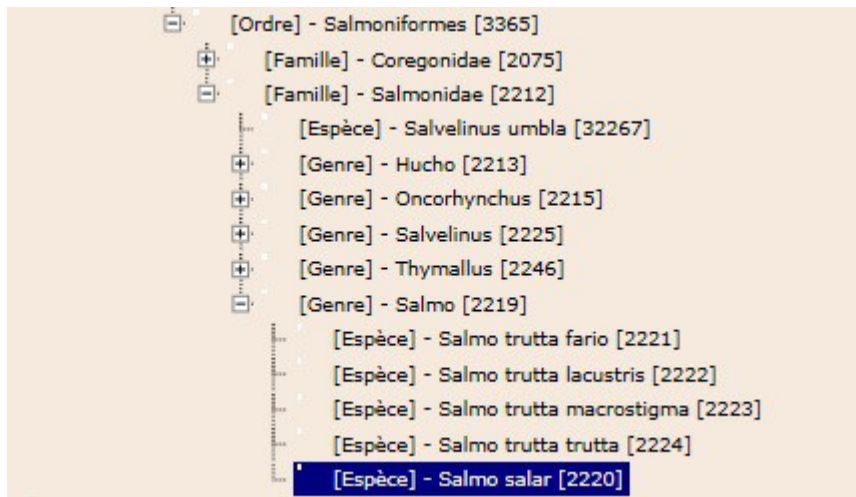 [Ordre] - Salmoniformes [3365]
[Famille] - Coregonidae [2075]
[Famille] - Salmonidae [2212]
[Espèce] - Salvelinus umbla [32267]
[Genre] - Hucho [2213]
[Genre] - Oncorhynchus [2215]
[Genre] - Salvelinus [2225]
[Genre] - Thymallus [2246]
[Genre] - Salmo [2219]
[Espèce] - Salmo trutta fario [2221]
[Espèce] - Salmo trutta lacustris [2222]
[Espèce] - Salmo trutta macrostigma [2223]
[Espèce] - Salmo trutta trutta [2224]
[Espèce] - Salmo salar [2220]